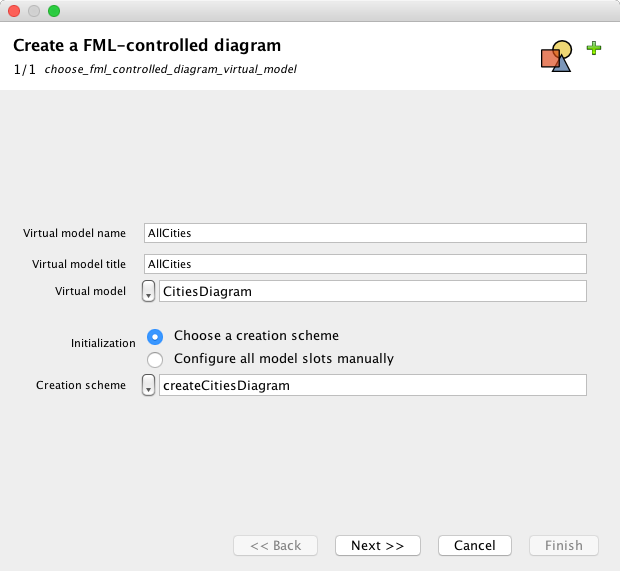 Create a FML-controlled diagram
1/1 choose_fml_controlled_diagram_virtual_model
Virtual model name AllCities
Virtual model title AllCities
Virtual model CitiesDiagram
Initialization
Choose a creation scheme
Configure all model slots manually
Creation scheme createCitiesDiagram
<< Back Next >> Cancel Finish